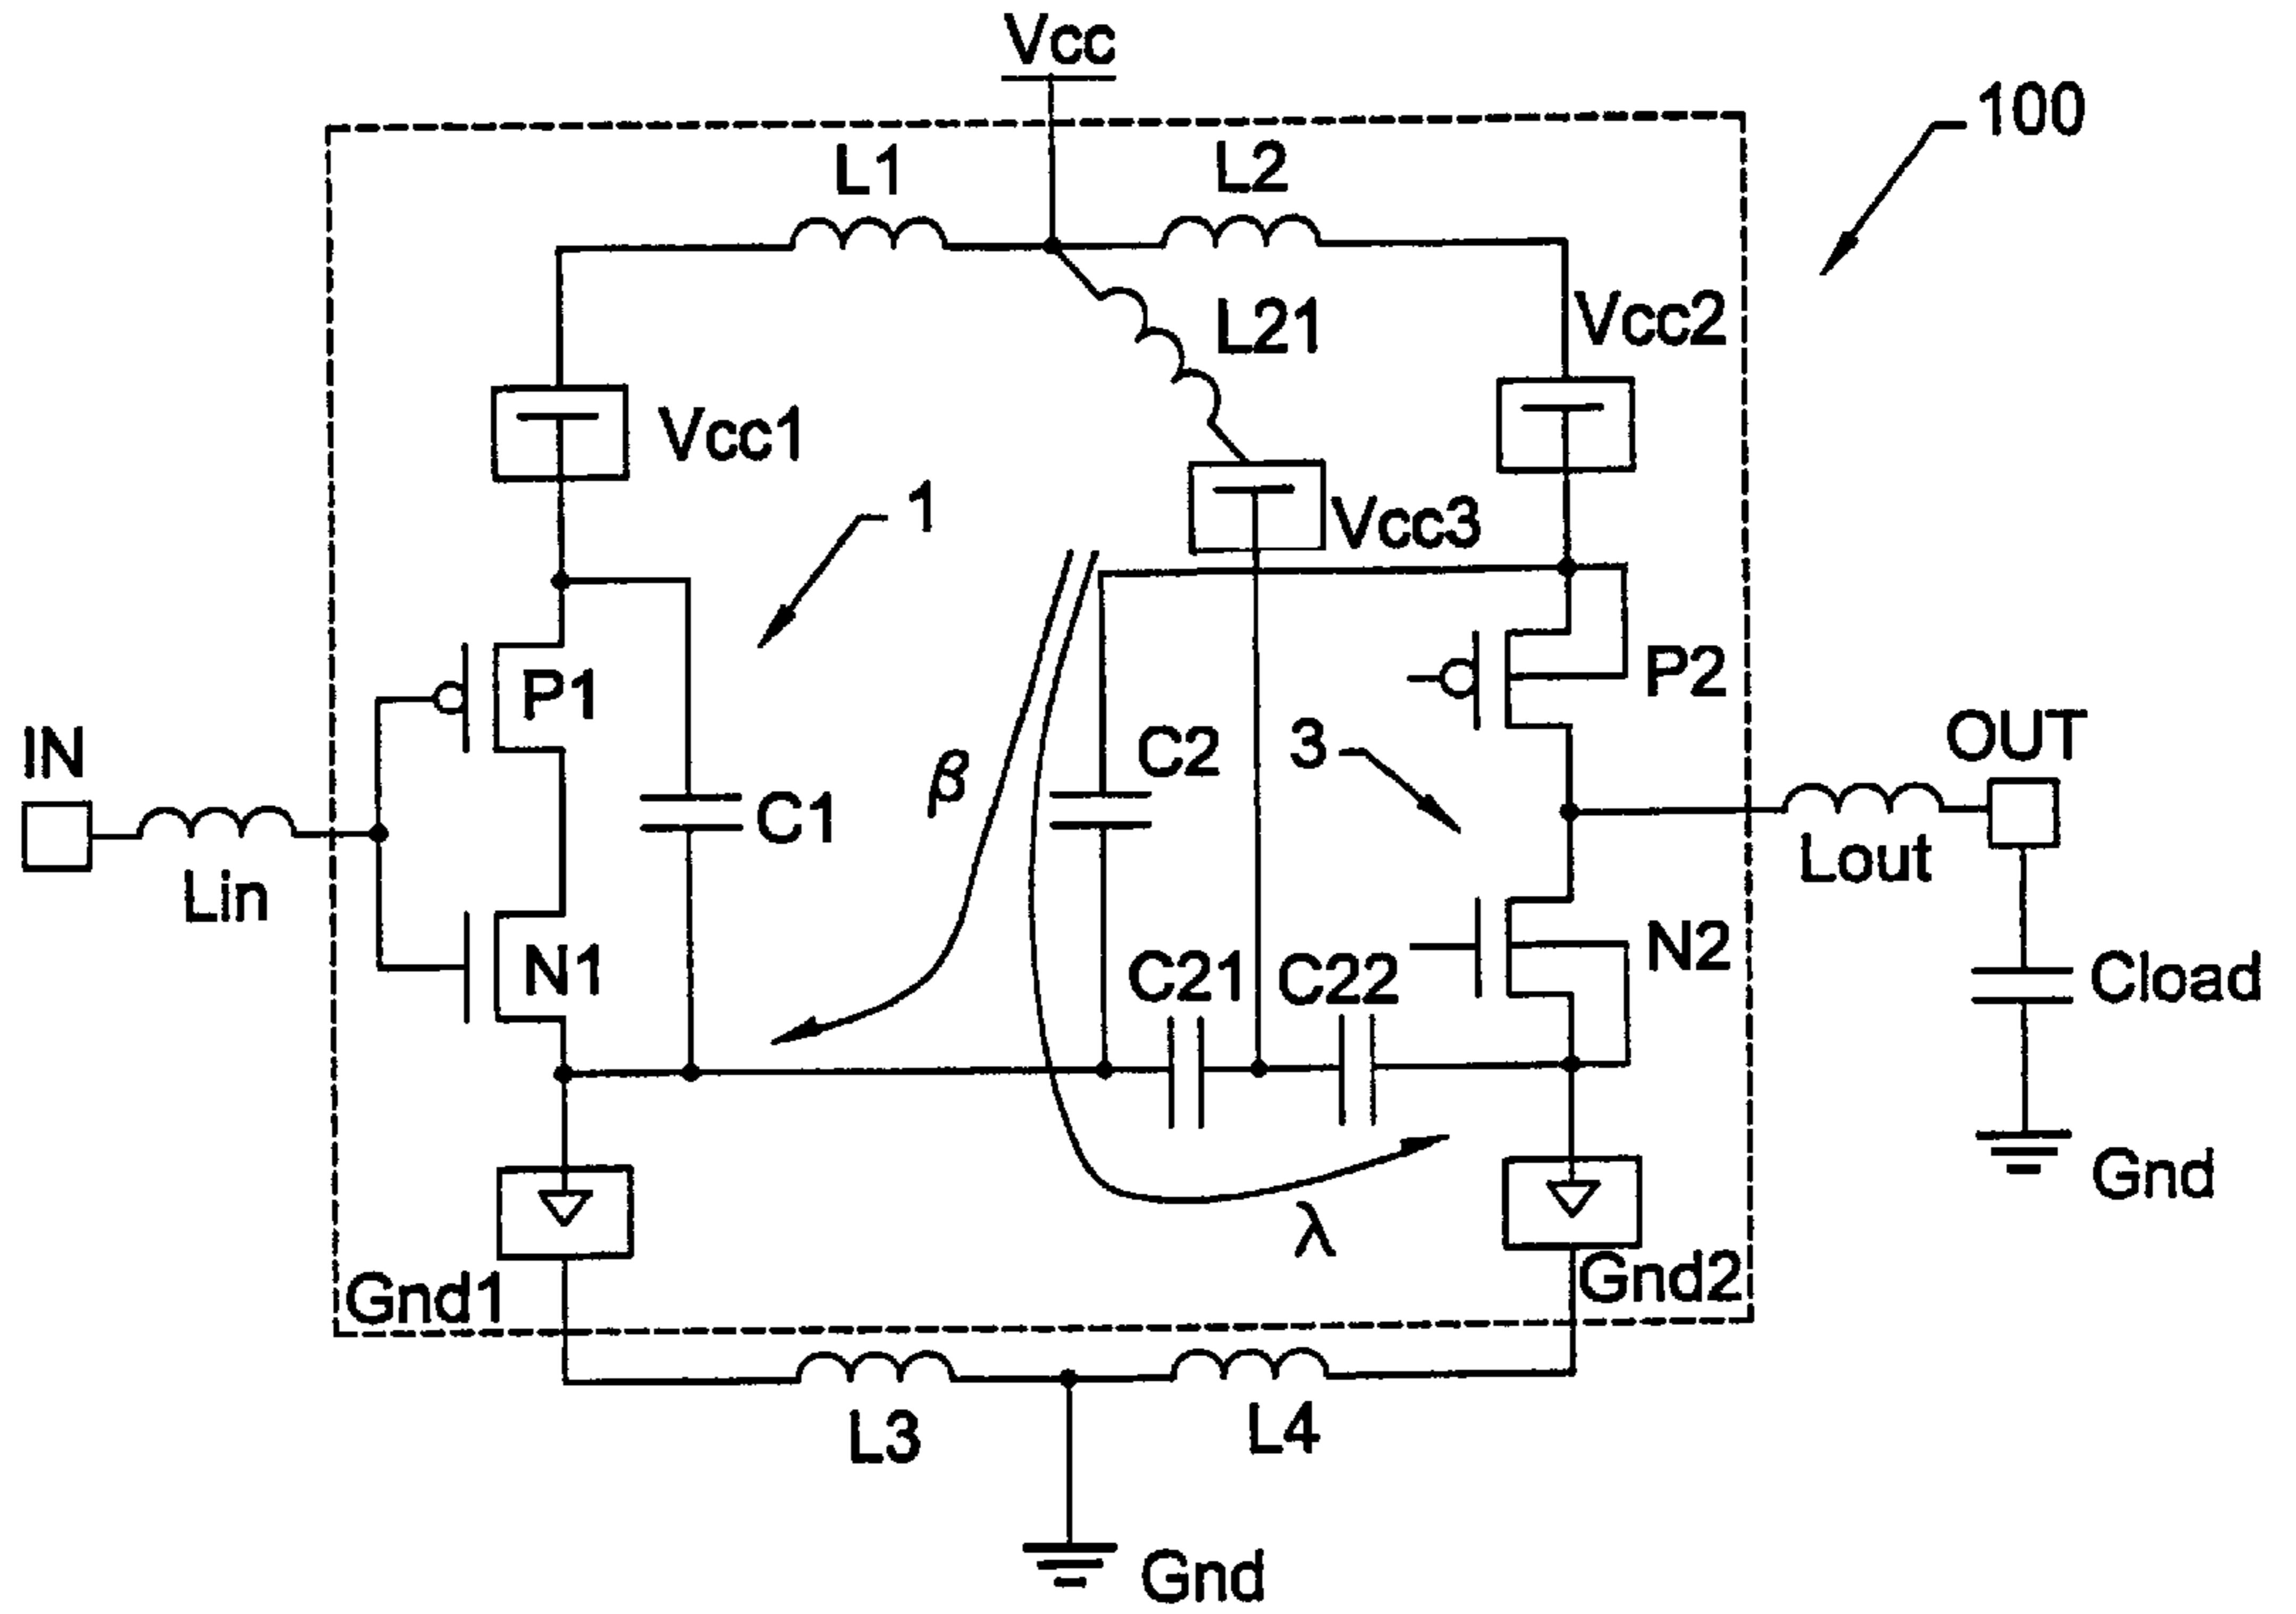 Vcc
100
L1
L2
L21
Vcc2
Vcc1
1
Vcc3
P1
P2
IN
C2
3
OUT
β
C1
Lin
Lout
N1
N2
C21
C22
Cload
λ
Gnd
Gnd1
Gnd2
L3
L4
Gnd